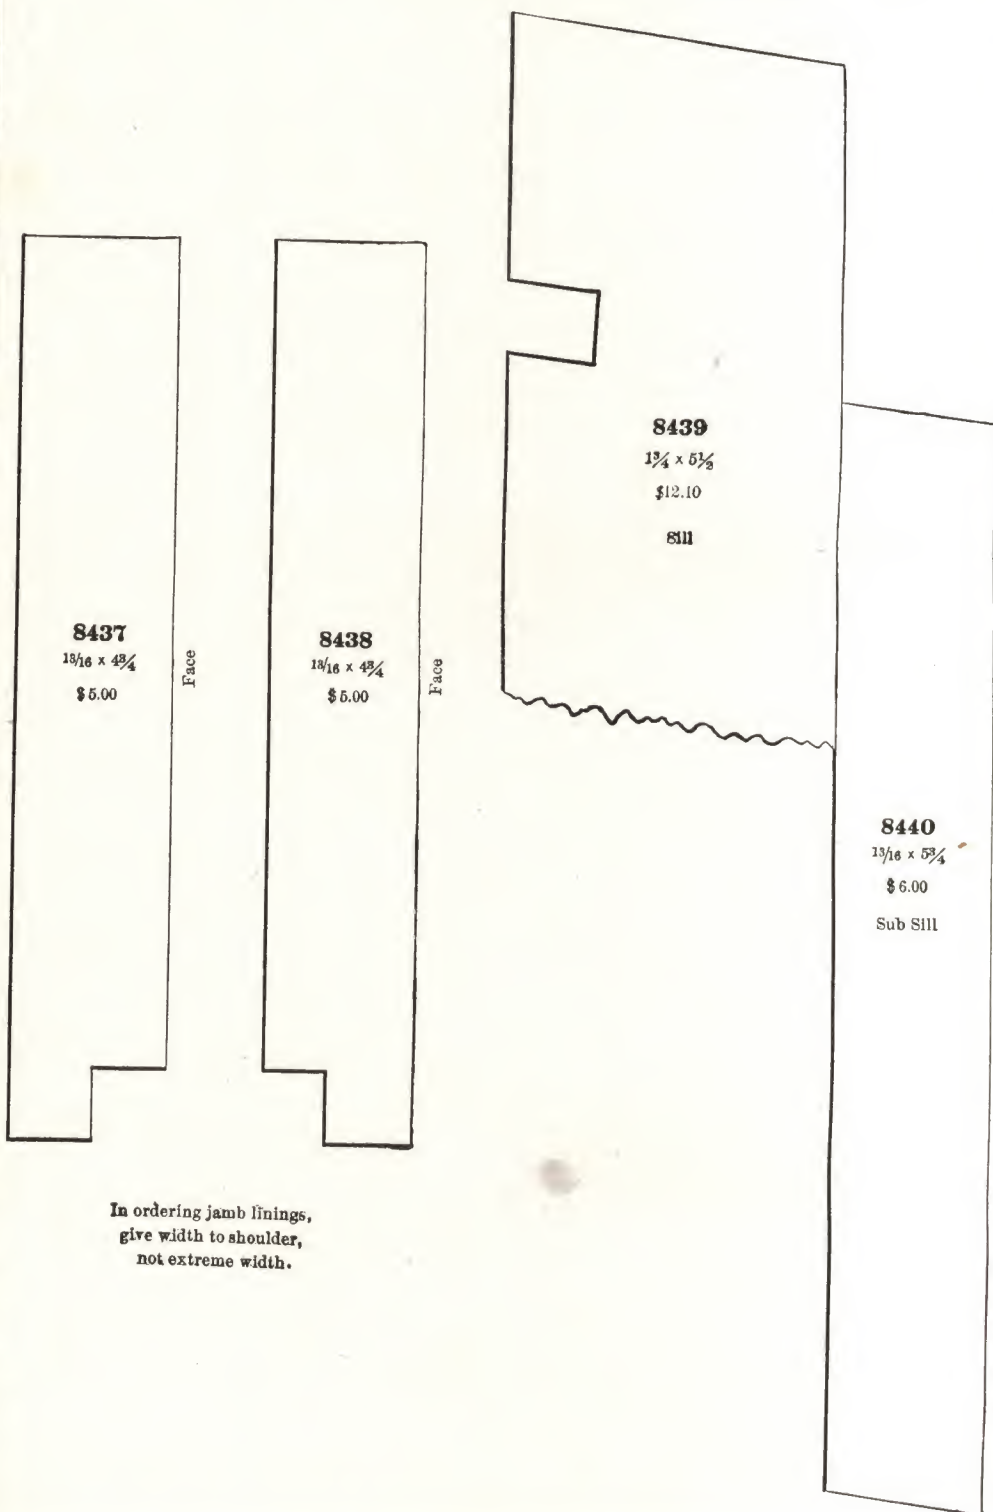 8437
13/16 x 4¾
$5.00
Face
8438
13/16 x 4¾
$5.00
Face
8439
1¾ x 5½
$12.10
Sill
8440
13/16 x 5¾
$6.00
Sub Sill
In ordering jamb linings,
give width to shoulder,
not extreme width.